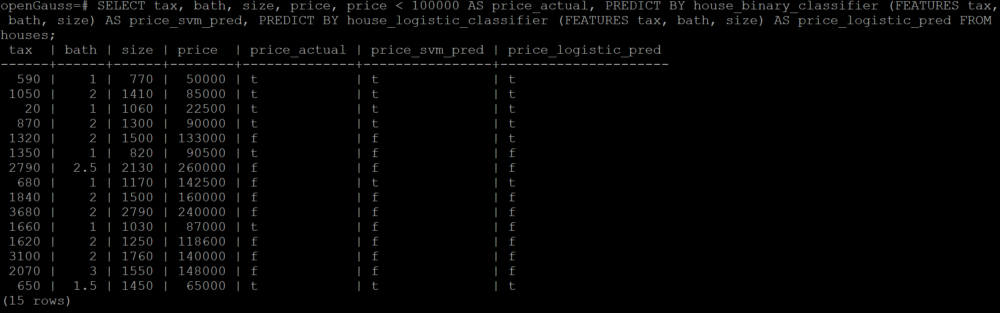 openGauss=# SELECT tax, bath, size, price, price < 100000 AS price_actual, PREDICT BY house_binary_classifier (FEATURES tax,
 bath, size) AS price_svm_pred, PREDICT BY house_logistic_classifier (FEATURES tax, bath, size) AS price_logistic_pred FROM
houses;
 tax  | bath | size | price  | price_actual | price_svm_pred | price_logistic_pred
------+------+------+--------+--------------+----------------+---------------------
  590 |    1 |  770 |  50000 | t            | t              | t
 1050 |    2 | 1410 |  85000 | t            | t              | t
   20 |    1 | 1060 |  22500 | t            | t              | t
  870 |    2 | 1300 |  90000 | t            | t              | t
 1320 |    2 | 1500 | 133000 | f            | f              | t
 1350 |    1 |  820 |  90500 | t            | f              | f
 2790 |  2.5 | 2130 | 260000 | f            | f              | f
  680 |    1 | 1170 | 142500 | f            | t              | t
 1840 |    2 | 1500 | 160000 | f            | f              | f
 3680 |    2 | 2790 | 240000 | f            | f              | f
 1660 |    1 | 1030 |  87000 | t            | f              | f
 1620 |    2 | 1250 | 118600 | f            | f              | f
 3100 |    2 | 1760 | 140000 | f            | f              | f
 2070 |    3 | 1550 | 148000 | f            | f              | f
  650 |  1.5 | 1450 |  65000 | t            | t              | t
(15 rows)